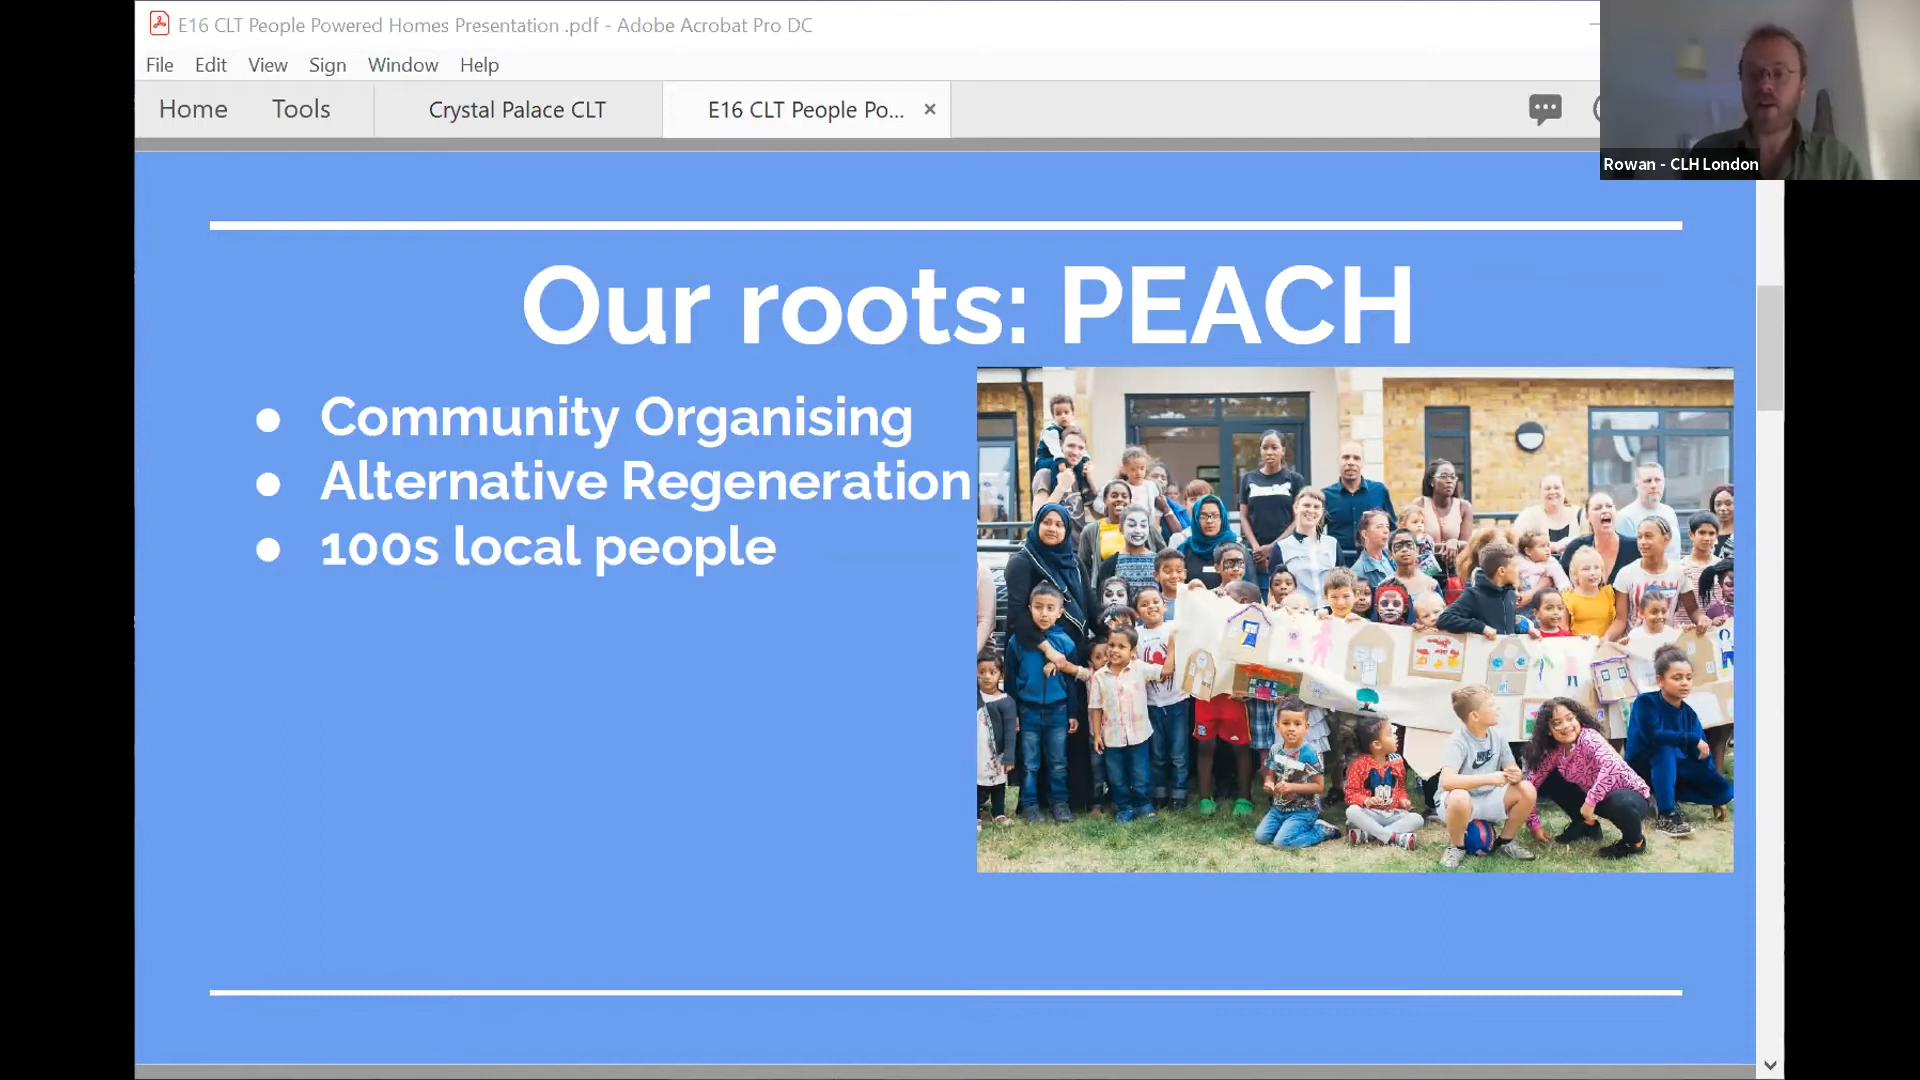 E16 CLT People Powered Homes Presentation .pdf - Adobe Acrobat Pro DC
File Edit View Sign Window Help
Home Tools Crystal Palace CLT E16 CLT People Po... ×
Rowan - CLH London
Our roots: PEACH
● Community Organising
● Alternative Regeneration
● 100s local people